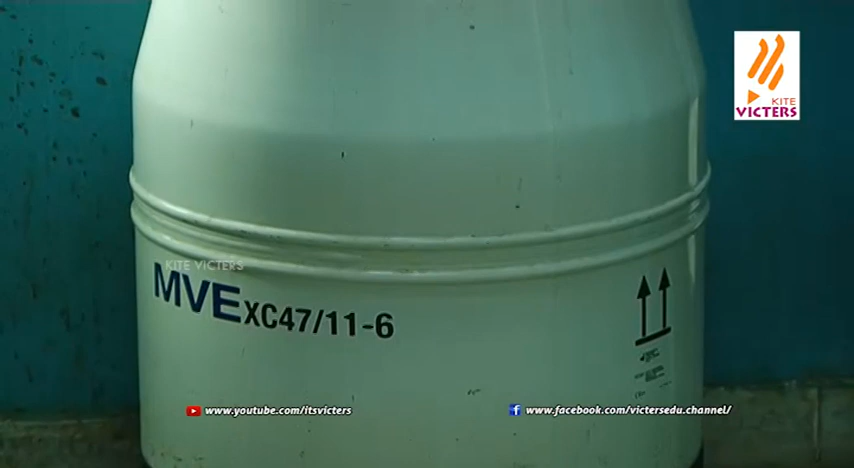 KITE
VICTERS
KITE VICTERS
MVE XC47/11-6
www.youtube.com/itsvicters
www.facebook.com/victersedu.channel/